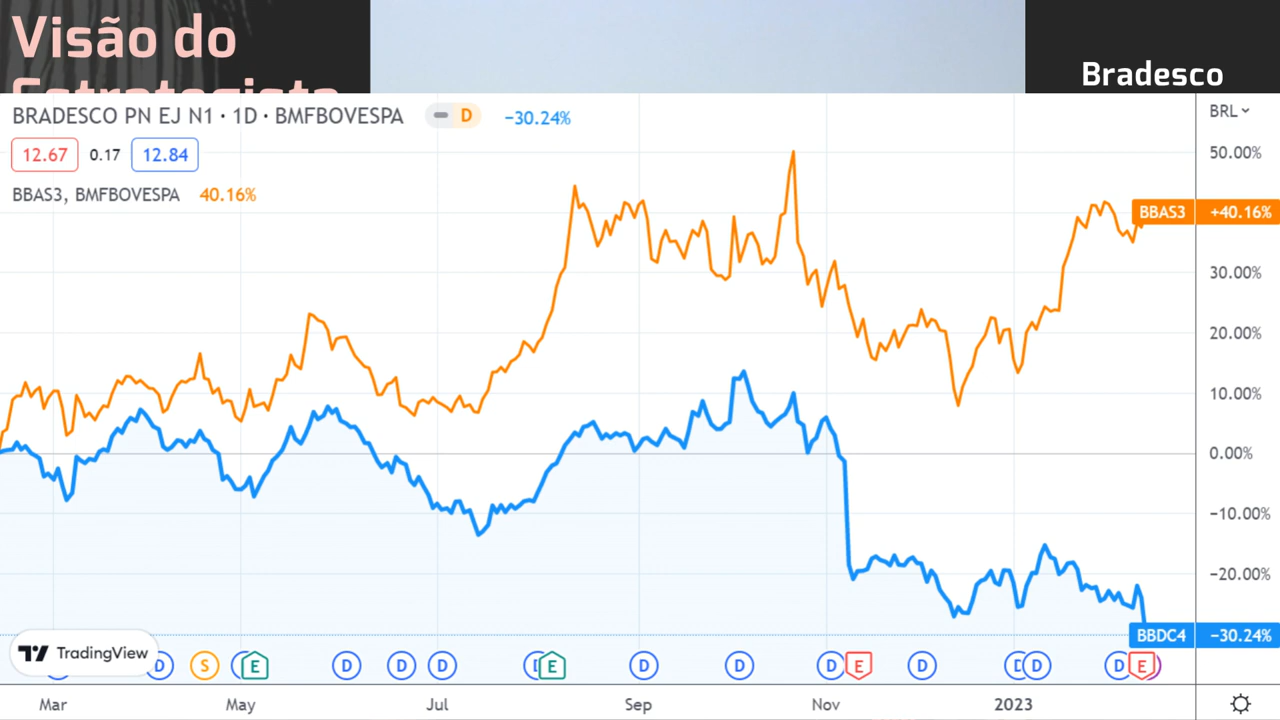 Visão do
Estrategista
Bradesco
BRADESCO PN EJ N1 · 1D · BMFBOVESPA D −30.24% BRL
12.67 0.17 12.84
BBAS3, BMFBOVESPA 40.16%
50.00%
BBAS3 +40.16%
30.00%
20.00%
10.00%
0.00%
−10.00%
−20.00%
BBDC4 −30.24%
TradingView D S E D D D E D D D E D D D D E
Mar May Jul Sep Nov 2023